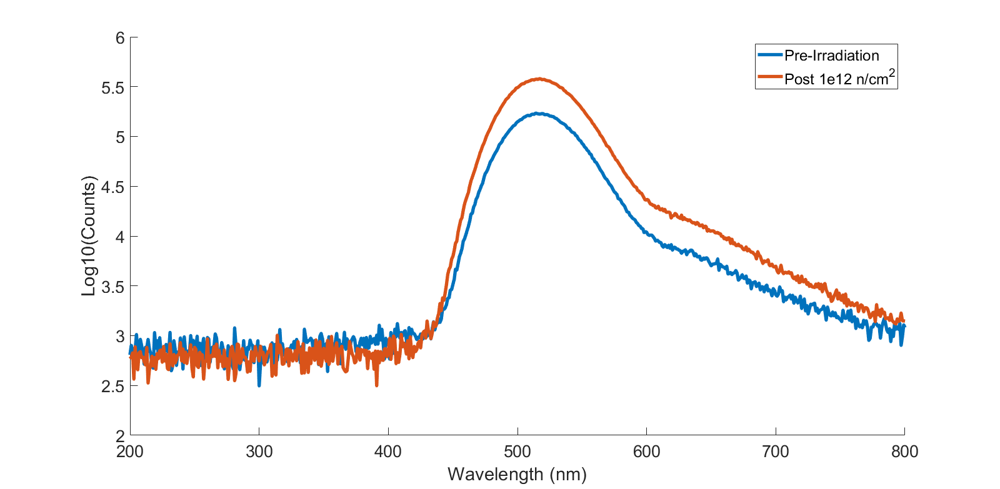 6
5.5
5
4.5
4
3.5
3
2.5
2
Log10(Counts)
200 300 400 500 600 700 800
Wavelength (nm)
Pre-Irradiation
Post 1e12 n/cm²